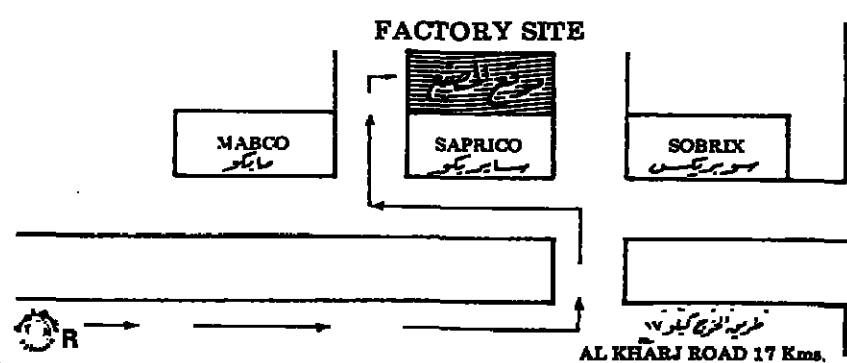 FACTORY SITE
موقع المصنع
MABCO
مابكو
SAPRICO
سابريكو
SOBRIX
سوبريكس
R
طريق الخرج كيلو ١٧
AL KHARJ ROAD 17 Kms.